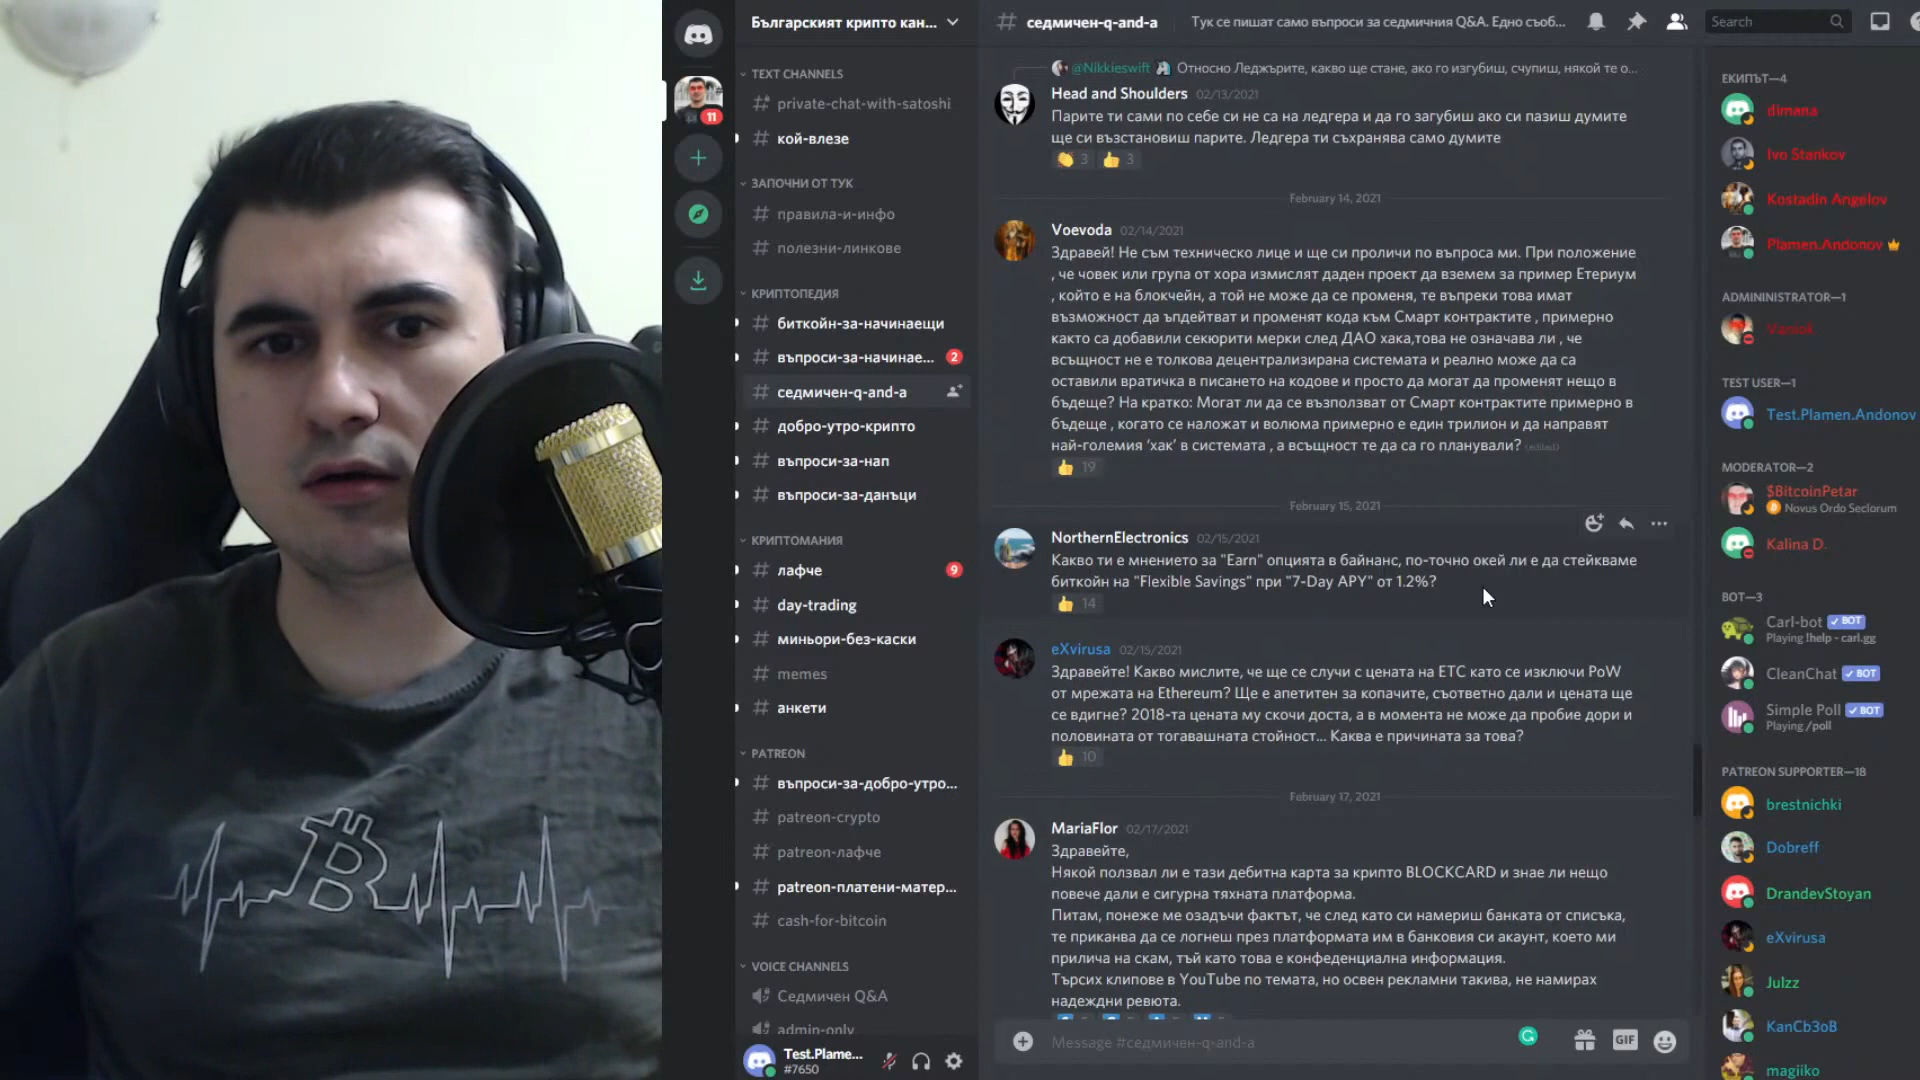 Българският крипто кан...
TEXT CHANNELS
private-chat-with-satoshi
кой-влезе
ЗАПОЧНИ ОТ ТУК
правила-и-инфо
полезни-линкове
КРИПТОПЕДИЯ
биткойн-за-начинаещи
въпроси-за-начинае... 2
седмичен-q-and-a
добро-утро-крипто
въпроси-за-нап
въпроси-за-данъци
КРИПТОМАНИЯ
лафче 9
day-trading
миньори-без-каски
memes
анкети
PATREON
въпроси-за-добро-утро...
patreon-crypto
patreon-лафче
patreon-платени-матер...
cash-for-bitcoin
VOICE CHANNELS
Седмичен Q&A
admin-only
Test.Plame...
#7650
11
седмичен-q-and-a Тук се пишат само въпроси за седмичния Q&A. Едно съоб... Search
@Nikkieswift Относно Леджърите, какво ще стане, ако го изгубиш, счупиш, някой те о...
Head and Shoulders 02/13/2021
Парите ти сами по себе си не са на ледгера и да го загубиш ако си пазиш думите
ще си възстановиш парите. Ледгера ти съхранява само думите
3 3
February 14, 2021
Voevoda 02/14/2021
Здравей! Не съм техническо лице и ще си проличи по въпроса ми. При положение
, че човек или група от хора измислят даден проект да вземем за пример Етериум
, който е на блокчейн, а той не може да се променя, те въпреки това имат
възможност да ъпдейтват и променят кода към Смарт контрактите , примерно
както са добавили секюрити мерки след ДАО хака,това не означава ли , че
всъщност не е толкова децентрализирана системата и реално може да са
оставили вратичка в писането на кодове и просто да могат да променят нещо в
бъдеще? На кратко: Могат ли да се възползват от Смарт контрактите примерно в
бъдеще , когато се наложат и волюма примерно е един трилион и да направят
най-големия ‘хак’ в системата , а всъщност те да са го планували? (edited)
19
February 15, 2021
NorthernElectronics 02/15/2021
Какво ти е мнението за "Earn" опцията в байнанс, по-точно окей ли е да стейкваме
биткойн на "Flexible Savings" при "7-Day APY" от 1.2%?
14
eXvirusa 02/15/2021
Здравейте! Какво мислите, че ще се случи с цената на ETC като се изключи PoW
от мрежата на Ethereum? Ще е апетитен за копачите, съответно дали и цената ще
се вдигне? 2018-та цената му скочи доста, а в момента не може да пробие дори и
половината от тогавашната стойност... Каква е причината за това?
10
February 17, 2021
MariaFlor 02/17/2021
Здравейте,
Някой ползвал ли е тази дебитна карта за крипто BLOCKCARD и знае ли нещо
повече дали е сигурна тяхната платформа.
Питам, понеже ме озадъчи фактът, че след като си намериш банката от списъка,
те приканва да се логнеш през платформата им в банковия си акаунт, което ми
прилича на скам, тъй като това е конфеденциална информация.
Търсих клипове в YouTube по темата, но освен рекламни такива, не намирах
надеждни ревюта.
Message #седмичен-q-and-a
GIF
ЕКИПЪТ—4
dimana
Ivo Stankov
Kostadin Angelov
Plamen.Andonov
ADMININISTRATOR—1
TEST USER—1
Test.Plamen.Andonov
MODERATOR—2
$BitcoinPetar
Novus Ordo Seclorum
Kalina D.
BOT—3
Carl-bot BOT
Playing !help - carl.gg
CleanChat BOT
Simple Poll BOT
Playing /poll
PATREON SUPPORTER—18
brestnichki
Dobreff
DrandevStoyan
eXvirusa
Julzz
KanCb3oB
magiiko